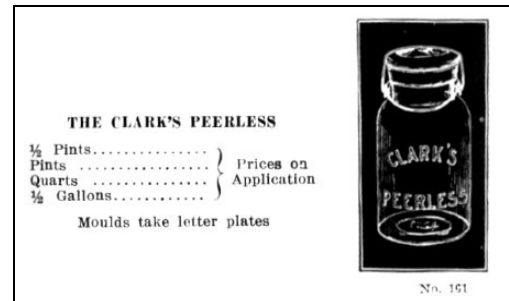 THE CLARK'S PEERLESS
½ Pints...............
Pints ................
Quarts ..............
½ Gallons............
Prices on
Application
Moulds take letter plates
CLARK'S
PEERLESS
No. 161